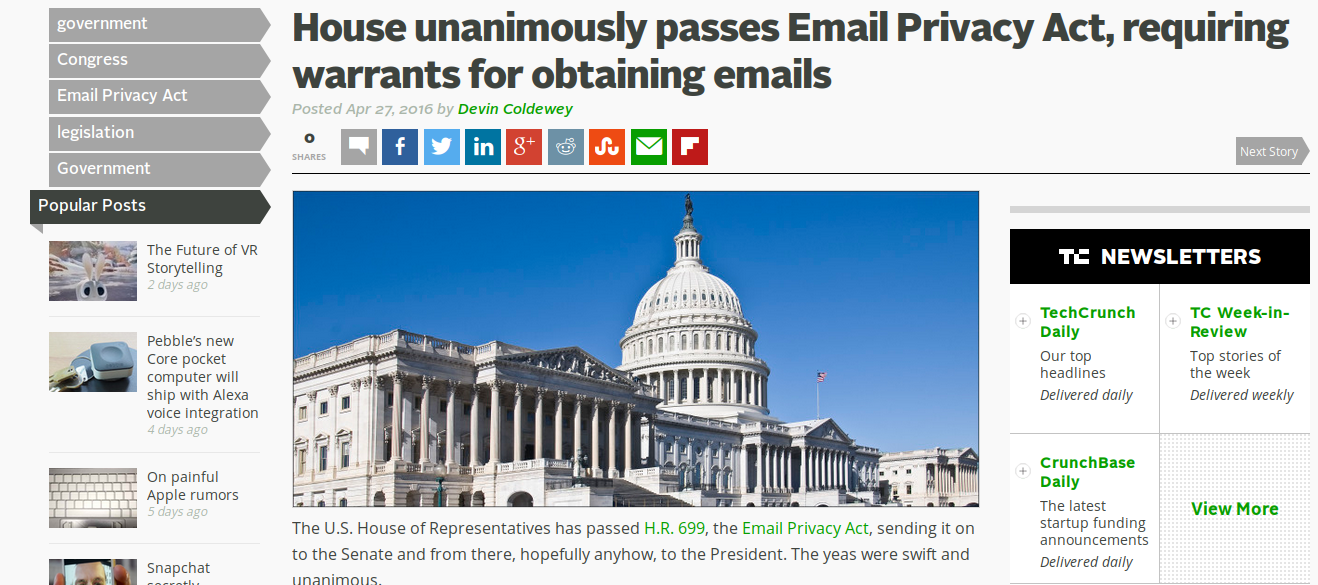 government
Congress
Email Privacy Act
legislation
Government
Popular Posts
The Future of VR
Storytelling
2 days ago
Pebble's new
Core pocket
computer will
ship with Alexa
voice integration
4 days ago
On painful
Apple rumors
5 days ago
Snapchat
secretly
House unanimously passes Email Privacy Act, requiring
warrants for obtaining emails
Posted Apr 27, 2016 by Devin Coldewey
0
SHARES
f
in
g+
Next Story
The U.S. House of Representatives has passed H.R. 699, the Email Privacy Act, sending it on
to the Senate and from there, hopefully anyhow, to the President. The yeas were swift and
unanimous.
TC NEWSLETTERS
TechCrunch
Daily
Our top
headlines
Delivered daily
TC Week-in-
Review
Top stories of
the week
Delivered weekly
CrunchBase
Daily
The latest
startup funding
announcements
Delivered daily
View More